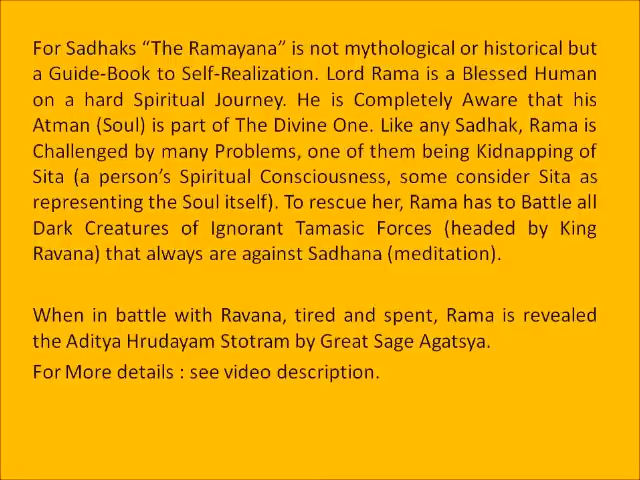 For Sadhaks “The Ramayana” is not mythological or historical but
a Guide-Book to Self-Realization. Lord Rama is a Blessed Human
on a hard Spiritual Journey. He is Completely Aware that his
Atman (Soul) is part of The Divine One. Like any Sadhak, Rama is
Challenged by many Problems, one of them being Kidnapping of
Sita (a person’s Spiritual Consciousness, some consider Sita as
representing the Soul itself). To rescue her, Rama has to Battle all
Dark Creatures of Ignorant Tamasic Forces (headed by King
Ravana) that always are against Sadhana (meditation).
When in battle with Ravana, tired and spent, Rama is revealed
the Aditya Hrudayam Stotram by Great Sage Agatsya.
For More details : see video description.